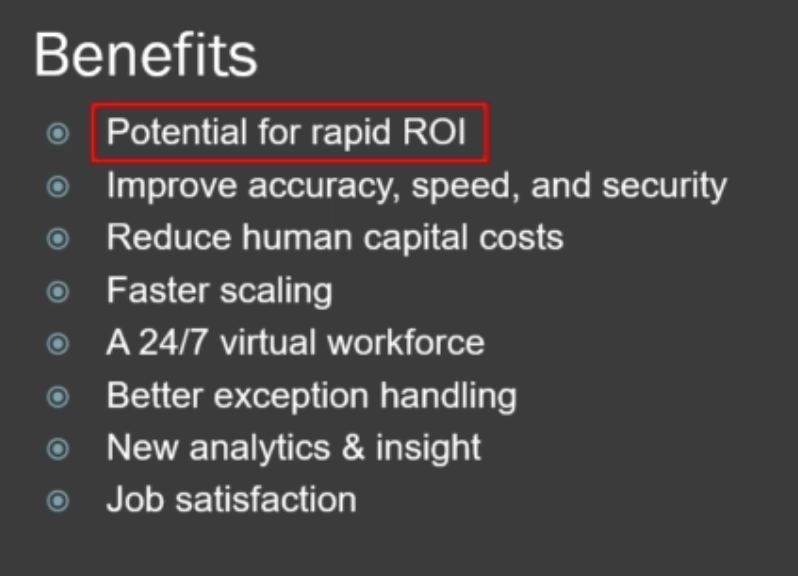 Benefits
Potential for rapid ROI
Improve accuracy, speed, and security
Reduce human capital costs
Faster scaling
A 24/7 virtual workforce
Better exception handling
New analytics & insight
Job satisfaction